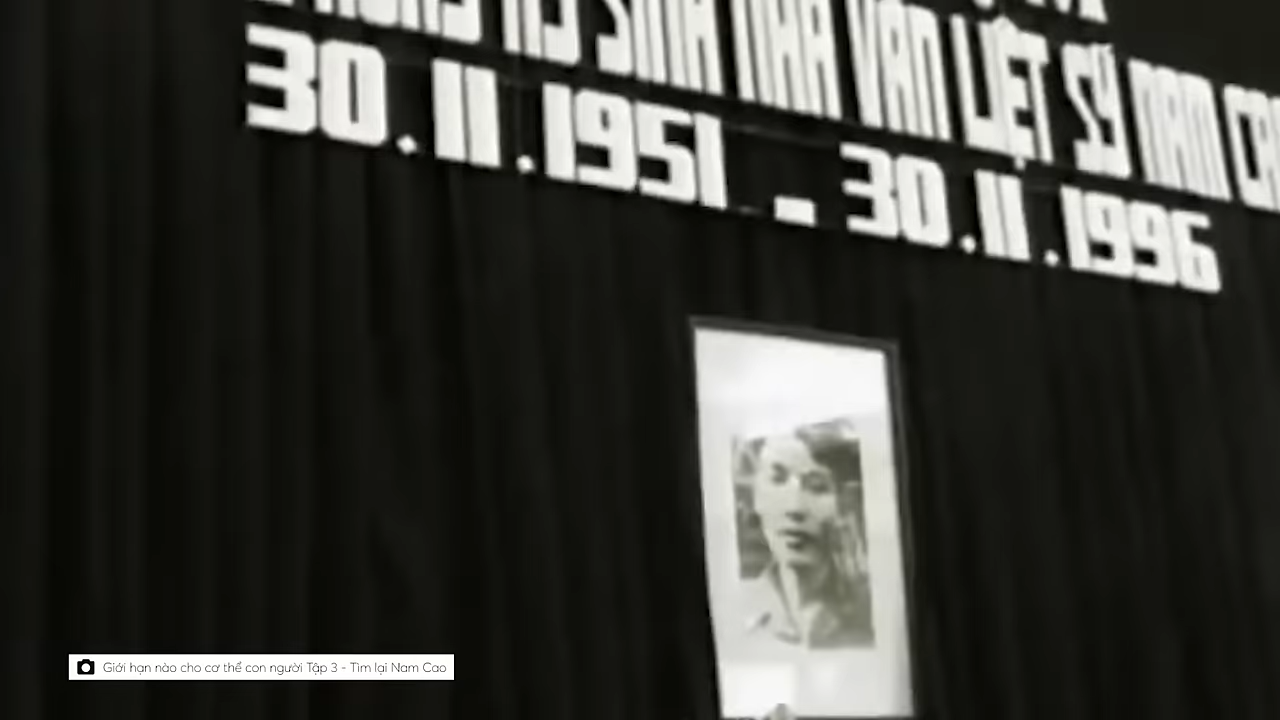 SINH NHÀ VĂN LIỆT SỸ NAM CA
30.11.1951 - 30.11.1996
Giới hạn nào cho cơ thể con người Tập 3 - Tìm lại Nam Cao